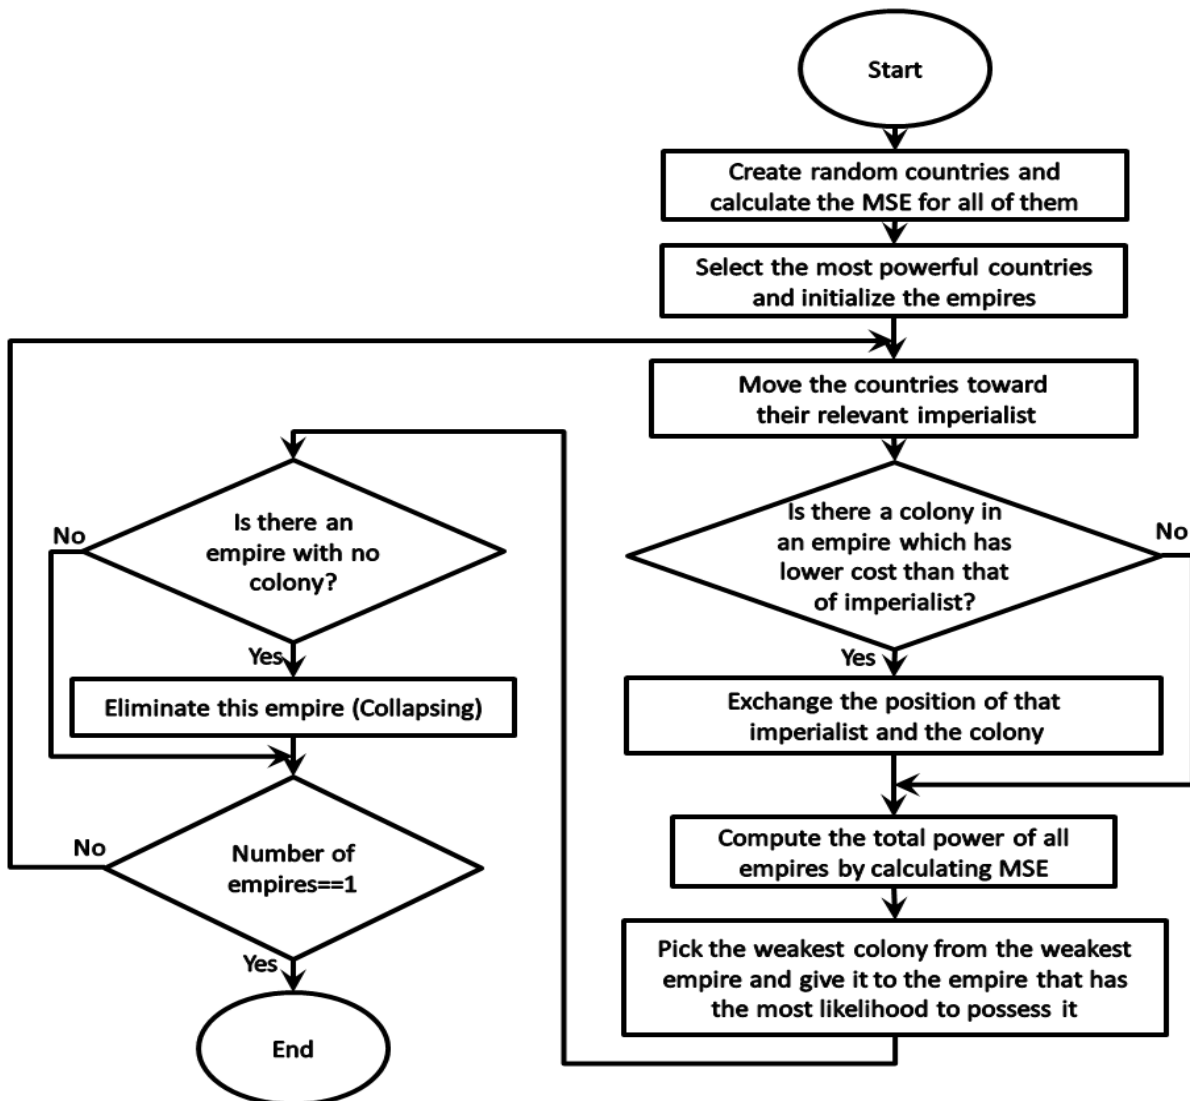 Start
Create random countries and
calculate the MSE for all of them
Select the most powerful countries
and initialize the empires
Move the countries toward
their relevant imperialist
Is there a colony in
an empire which has
lower cost than that
of imperialist?
No
Yes
Exchange the position of that
imperialist and the colony
Compute the total power of all
empires by calculating MSE
Pick the weakest colony from the weakest
empire and give it to the empire that has
the most likelihood to possess it
Is there an
empire with no
colony?
No
Yes
Eliminate this empire (Collapsing)
Number of
empires==1
No
Yes
End